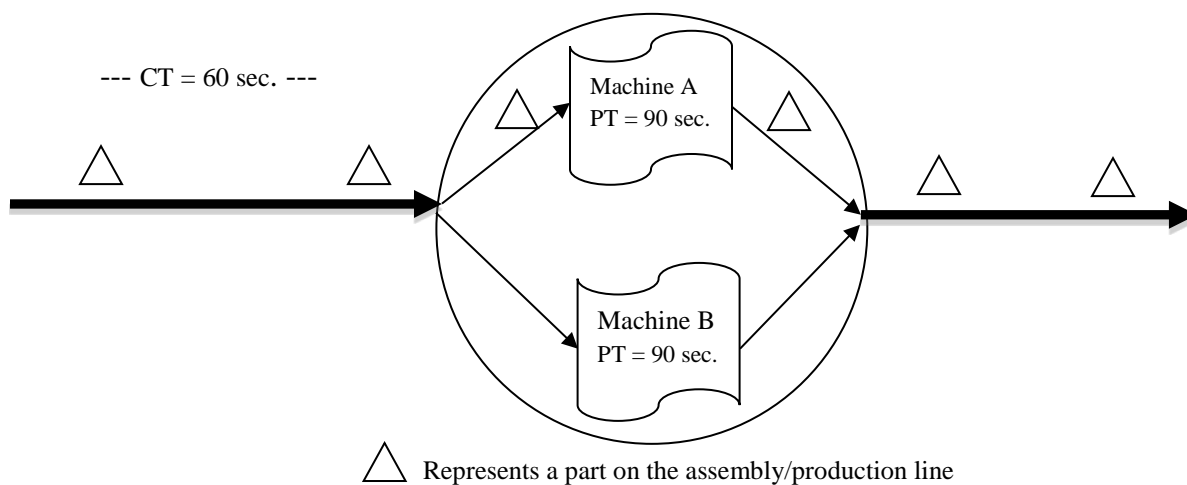 --- CT = 60 sec. ---
Machine A
PT = 90 sec.
Machine B
PT = 90 sec.
Represents a part on the assembly/production line